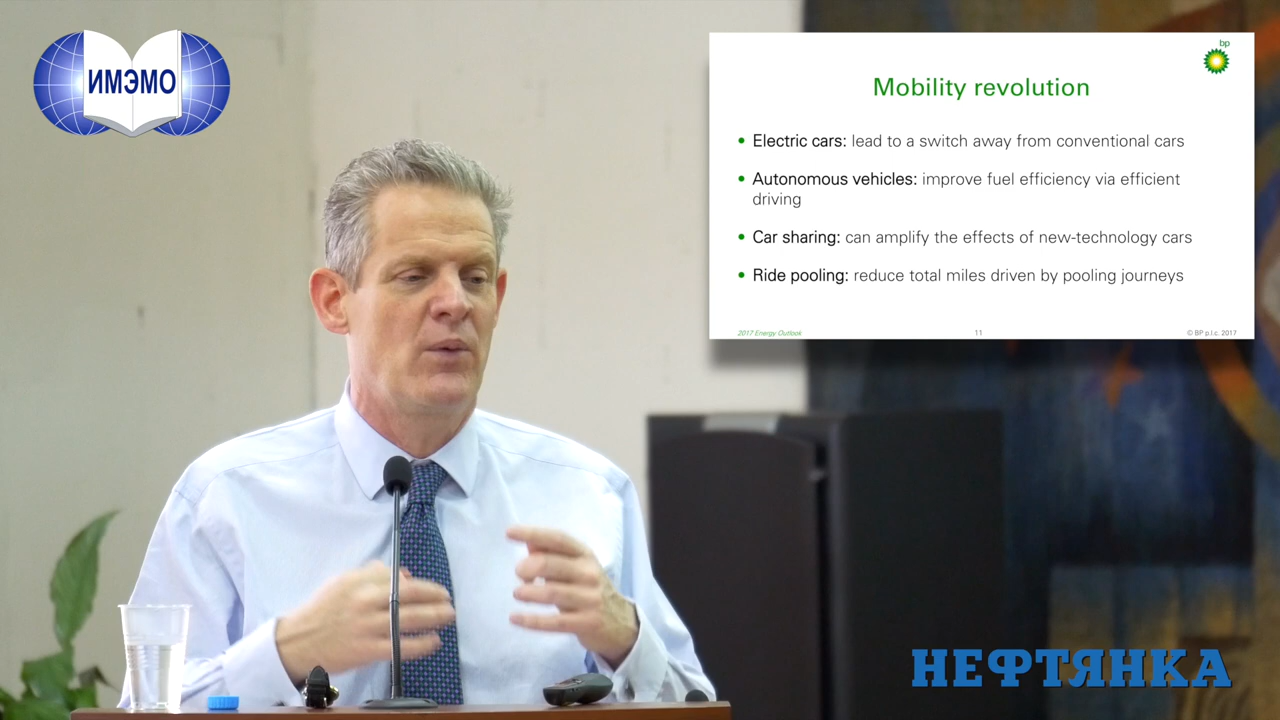 ИМЭМО
bp
Mobility revolution
• Electric cars: lead to a switch away from conventional cars
• Autonomous vehicles: improve fuel efficiency via efficient
driving
• Car sharing: can amplify the effects of new-technology cars
• Ride pooling: reduce total miles driven by pooling journeys
2017 Energy Outlook
11
© BP p.l.c. 2017
НЕФТЯНКА